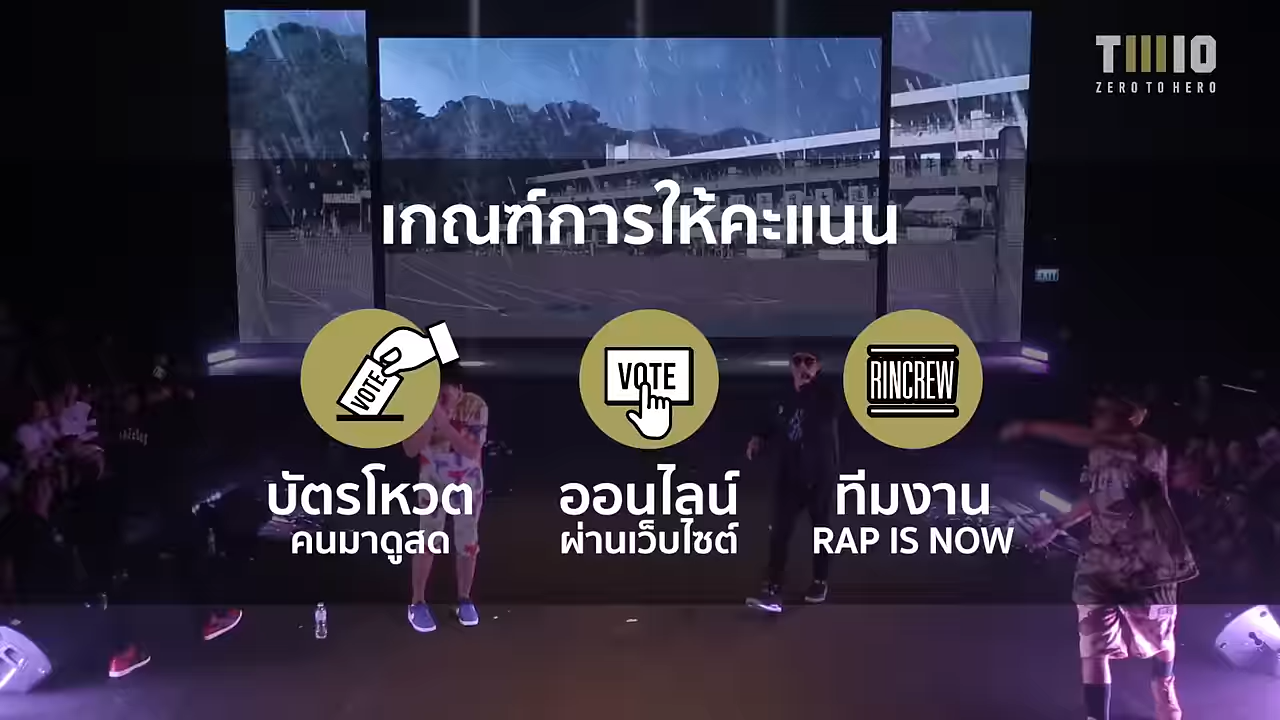 TIIIIO
ZERO TO HERO
เกณฑ์การให้คะแนน
EXIT
VOTE
VOTE
RINCREW
บัตรโหวต
คนมาดูสด
ออนไลน์
ผ่านเว็บไซต์
ทีมงาน
RAP IS NOW